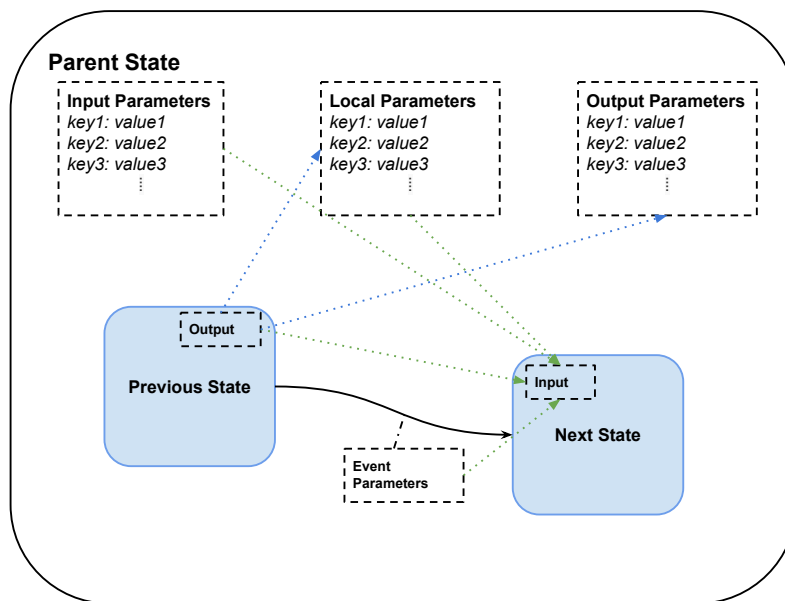 Parent State
Input Parameters
key1: value1
key2: value2
key3: value3
Local Parameters
key1: value1
key2: value2
key3: value3
Output Parameters
key1: value1
key2: value2
key3: value3
Output
Previous State
Input
Next State
Event
Parameters